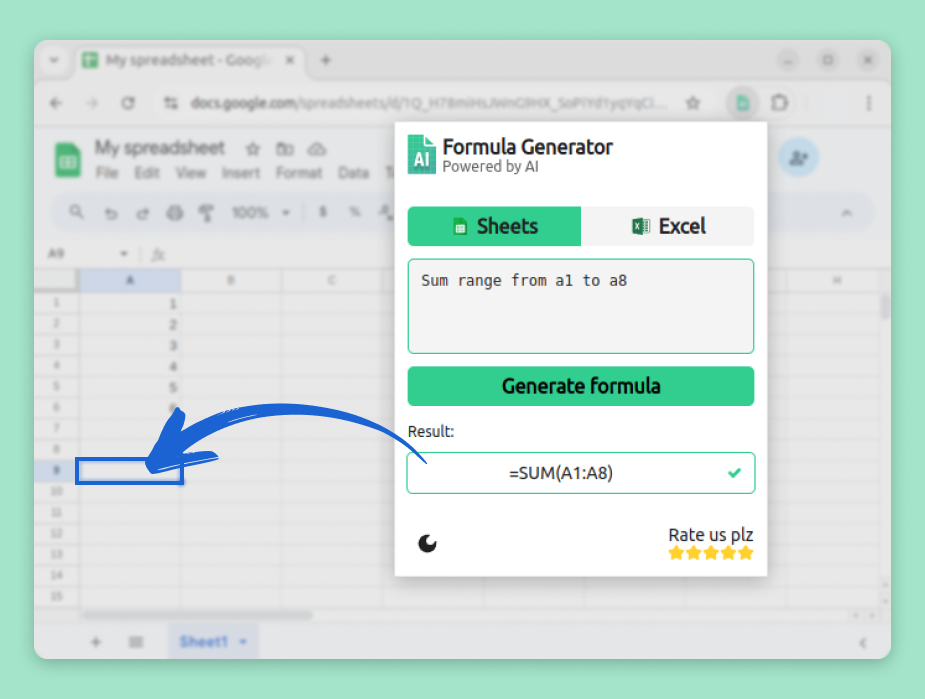 My spreadsheet - Google
docs.google.com/spreadsheets/d/
My spreadsheet
File Edit View Insert Format Data
100% $ %
A9 fx
A B C H
1 1
2 2
3 3
4 4
5 5
6
7
8
9
10
11
12
13
14
15
Sheet1
AI
Formula Generator
Powered by AI
Sheets Excel
Sum range from a1 to a8
Generate formula
Result:
=SUM(A1:A8)
Rate us plz